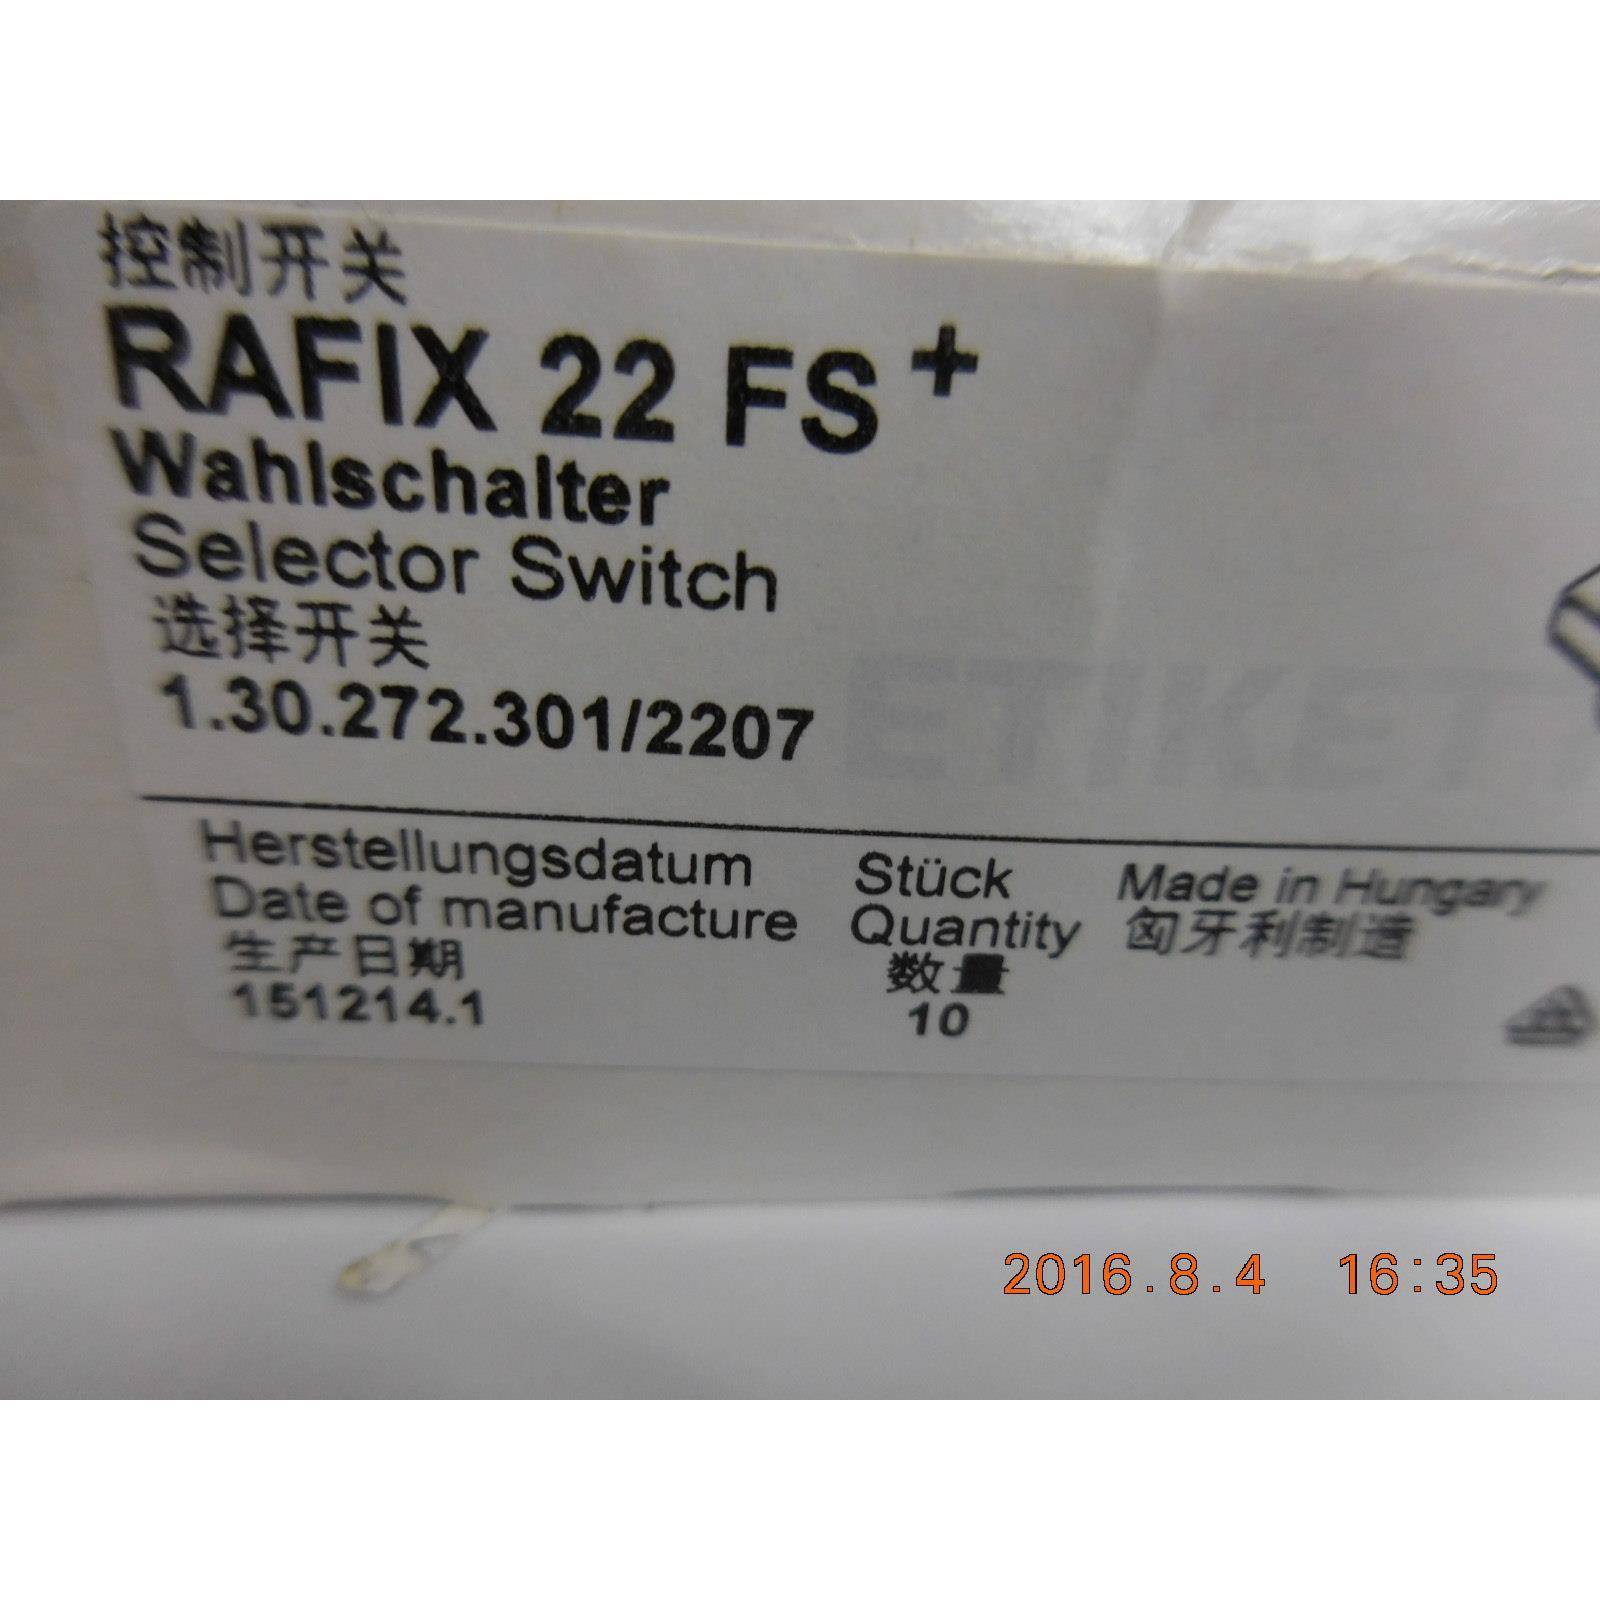 控制开关
RAFIX 22 FS+
Wahlschalter
Selector Switch
选择开关
1.30.272.301/2207
ETIKET
Herstellungsdatum
Date of manufacture
生产日期
151214.1
Stück
Quantity
数量
10
Made in Hungary
匈牙利制造
2016.8.4 16:35